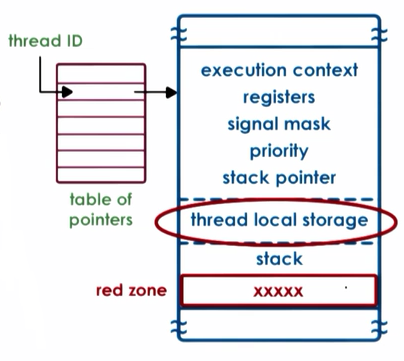 thread ID
table of
pointers
execution context
registers
signal mask
priority
stack pointer
thread local storage
stack
red zone
xxxxx